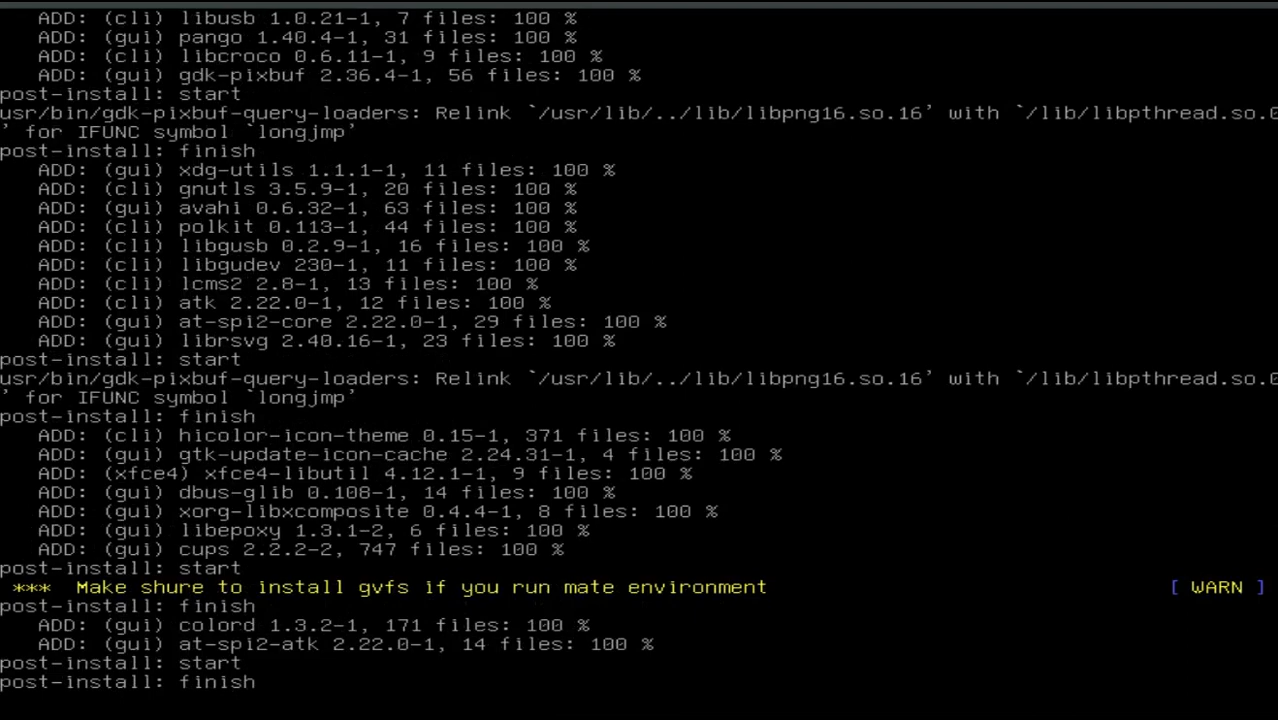 ADD: (cli) libusb 1.0.21-1, 7 files: 100 %
ADD: (gui) pango 1.40.4-1, 31 files: 100 %
ADD: (cli) libcroco 0.6.11-1, 9 files: 100 %
ADD: (gui) gdk-pixbuf 2.36.4-1, 56 files: 100 %
post-install: start
usr/bin/gdk-pixbuf-query-loaders: Relink `/usr/lib/../lib/libpng16.so.16' with `/lib/libpthread.so.0
' for IFUNC symbol `longjmp'
post-install: finish
ADD: (gui) xdg-utils 1.1.1-1, 11 files: 100 %
ADD: (cli) gnutls 3.5.9-1, 20 files: 100 %
ADD: (gui) avahi 0.6.32-1, 63 files: 100 %
ADD: (cli) polkit 0.113-1, 44 files: 100 %
ADD: (cli) libgusb 0.2.9-1, 16 files: 100 %
ADD: (cli) libgudev 230-1, 11 files: 100 %
ADD: (cli) lcms2 2.8-1, 13 files: 100 %
ADD: (cli) atk 2.22.0-1, 12 files: 100 %
ADD: (gui) at-spi2-core 2.22.0-1, 29 files: 100 %
ADD: (gui) librsvg 2.40.16-1, 23 files: 100 %
post-install: start
usr/bin/gdk-pixbuf-query-loaders: Relink `/usr/lib/../lib/libpng16.so.16' with `/lib/libpthread.so.0
' for IFUNC symbol `longjmp'
post-install: finish
ADD: (cli) hicolor-icon-theme 0.15-1, 371 files: 100 %
ADD: (gui) gtk-update-icon-cache 2.24.31-1, 4 files: 100 %
ADD: (xfce4) xfce4-libutil 4.12.1-1, 9 files: 100 %
ADD: (gui) dbus-glib 0.108-1, 14 files: 100 %
ADD: (gui) xorg-libxcomposite 0.4.4-1, 8 files: 100 %
ADD: (gui) libepoxy 1.3.1-2, 6 files: 100 %
ADD: (gui) cups 2.2.2-2, 747 files: 100 %
post-install: start
*** Make shure to install gvfs if you run mate environment [ WARN ]
post-install: finish
ADD: (gui) colord 1.3.2-1, 171 files: 100 %
ADD: (gui) at-spi2-atk 2.22.0-1, 14 files: 100 %
post-install: start
post-install: finish